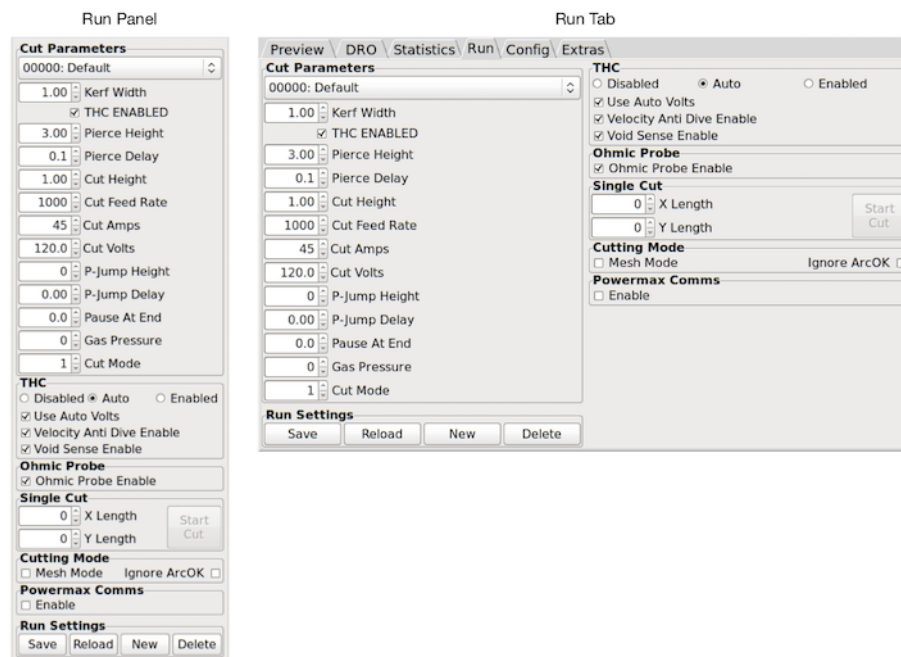 Run Panel
Cut Parameters
00000: Default
1.00 Kerf Width
THC ENABLED
3.00 Pierce Height
0.1 Pierce Delay
1.00 Cut Height
1000 Cut Feed Rate
45 Cut Amps
120.0 Cut Volts
0 P-Jump Height
0.00 P-Jump Delay
0.0 Pause At End
0 Gas Pressure
1 Cut Mode
THC
Disabled Auto Enabled
Use Auto Volts
Velocity Anti Dive Enable
Void Sense Enable
Ohmic Probe
Ohmic Probe Enable
Single Cut
0 X Length
0 Y Length
Start
Cut
Cutting Mode
Mesh Mode Ignore ArcOK
Powermax Comms
Enable
Run Settings
Save Reload New Delete
Run Tab
Preview DRO Statistics Run Config Extras
Cut Parameters
00000: Default
1.00 Kerf Width
THC ENABLED
3.00 Pierce Height
0.1 Pierce Delay
1.00 Cut Height
1000 Cut Feed Rate
45 Cut Amps
120.0 Cut Volts
0 P-Jump Height
0.00 P-Jump Delay
0.0 Pause At End
0 Gas Pressure
1 Cut Mode
Run Settings
Save Reload New Delete
THC
Disabled Auto Enabled
Use Auto Volts
Velocity Anti Dive Enable
Void Sense Enable
Ohmic Probe
Ohmic Probe Enable
Single Cut
0 X Length
0 Y Length
Start
Cut
Cutting Mode
Mesh Mode Ignore ArcOK
Powermax Comms
Enable